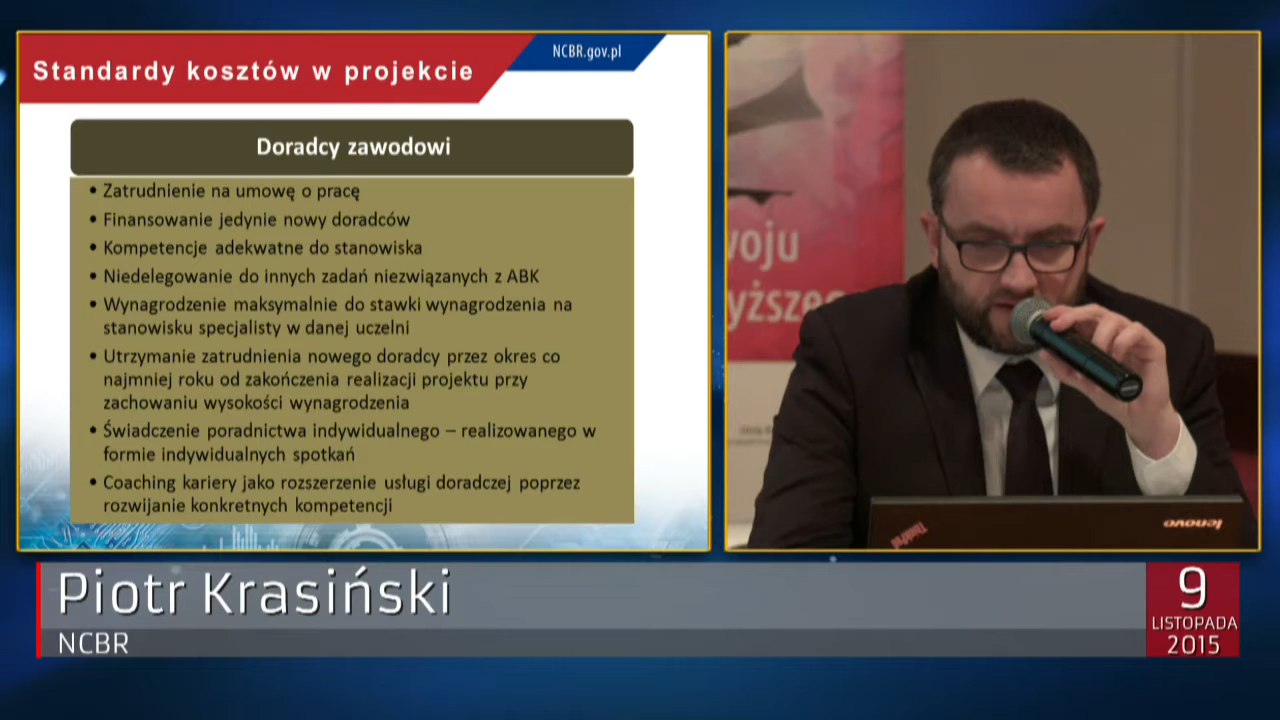 Standardy kosztów w projekcie
NCBR.gov.pl
Doradcy zawodowi
• Zatrudnienie na umowę o pracę
• Finansowanie jedynie nowy doradców
• Kompetencje adekwatne do stanowiska
• Niedelegowanie do innych zadań niezwiązanych z ABK
• Wynagrodzenie maksymalnie do stawki wynagrodzenia na
stanowisku specjalisty w danej uczelni
• Utrzymanie zatrudnienia nowego doradcy przez okres co
najmniej roku od zakończenia realizacji projektu przy
zachowaniu wysokości wynagrodzenia
• Świadczenie poradnictwa indywidualnego – realizowanego w
formie indywidualnych spotkań
• Coaching kariery jako rozszerzenie usługi doradczej poprzez
rozwijanie konkretnych kompetencji
woju
yższeg
ThinkPad
lenovo
Piotr Krasiński
NCBR
9
LISTOPADA
2015